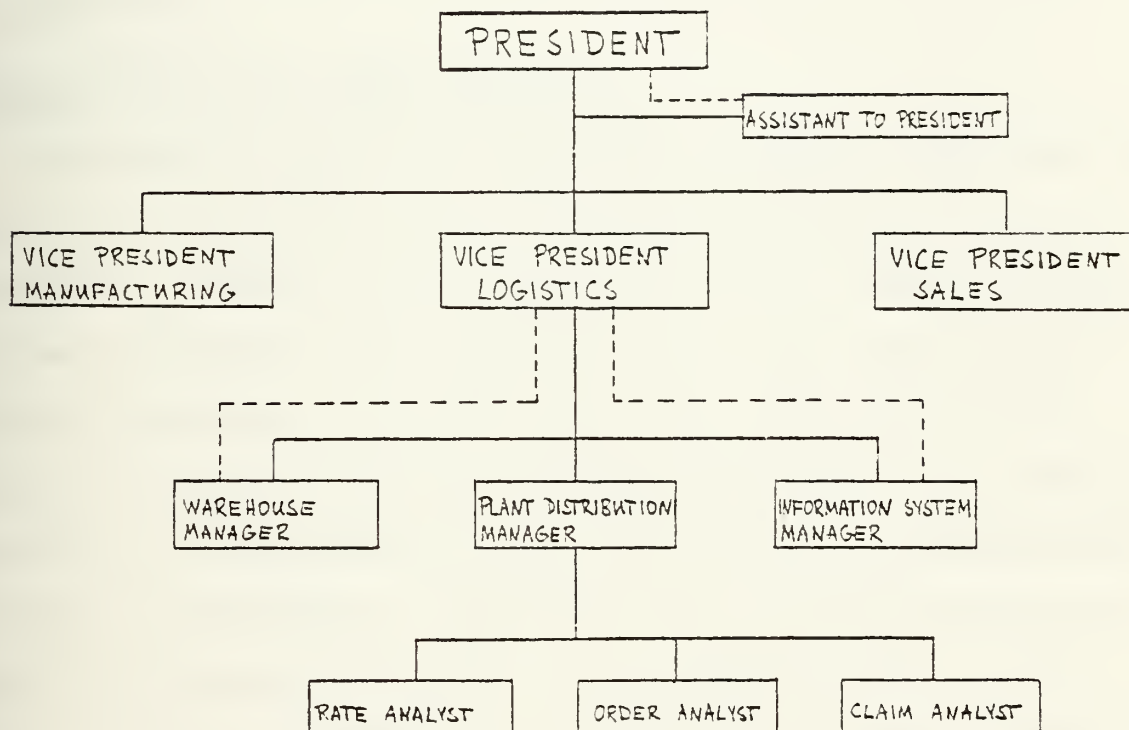 PRESIDENT
ASSISTANT TO PRESIDENT
VICE PRESIDENT
MANUFACTURING
VICE PRESIDENT
LOGISTICS
VICE PRESIDENT
SALES
WAREHOUSE
MANAGER
PLANT DISTRIBUTION
MANAGER
INFORMATION SYSTEM
MANAGER
RATE ANALYST
ORDER ANALYST
CLAIM ANALYST